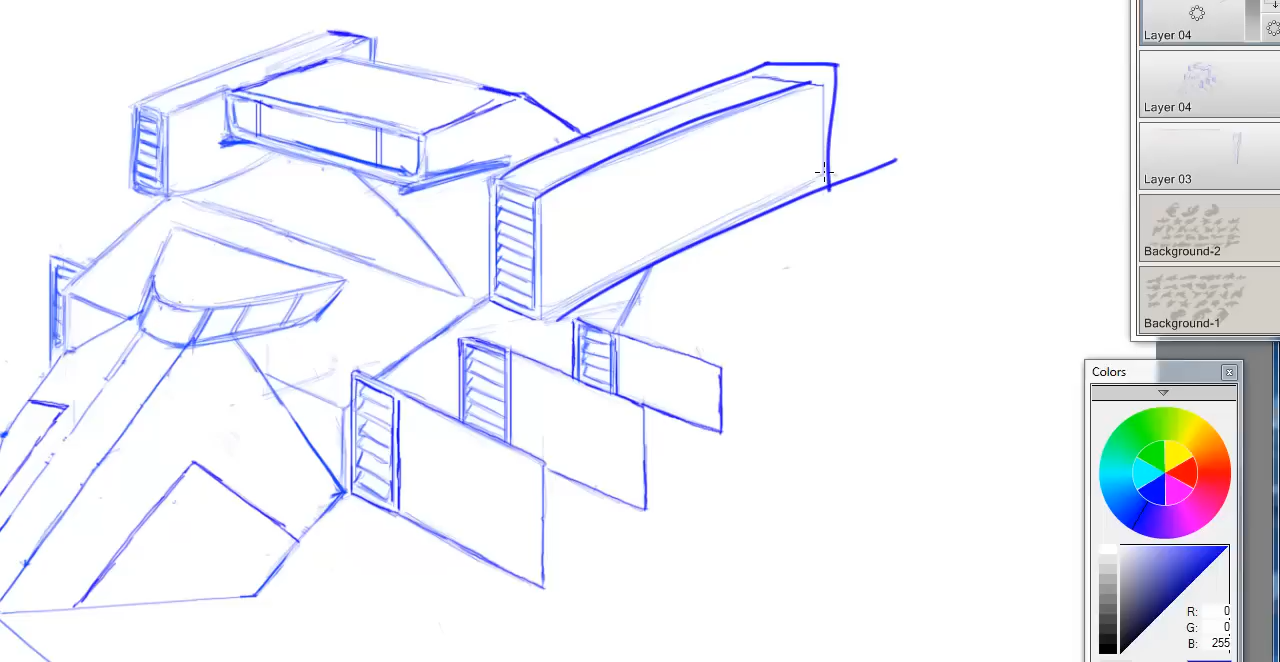 Layer 04
Layer 04
Layer 03
Background-2
Background-1
Colors
R: 0
G: 0
B: 255